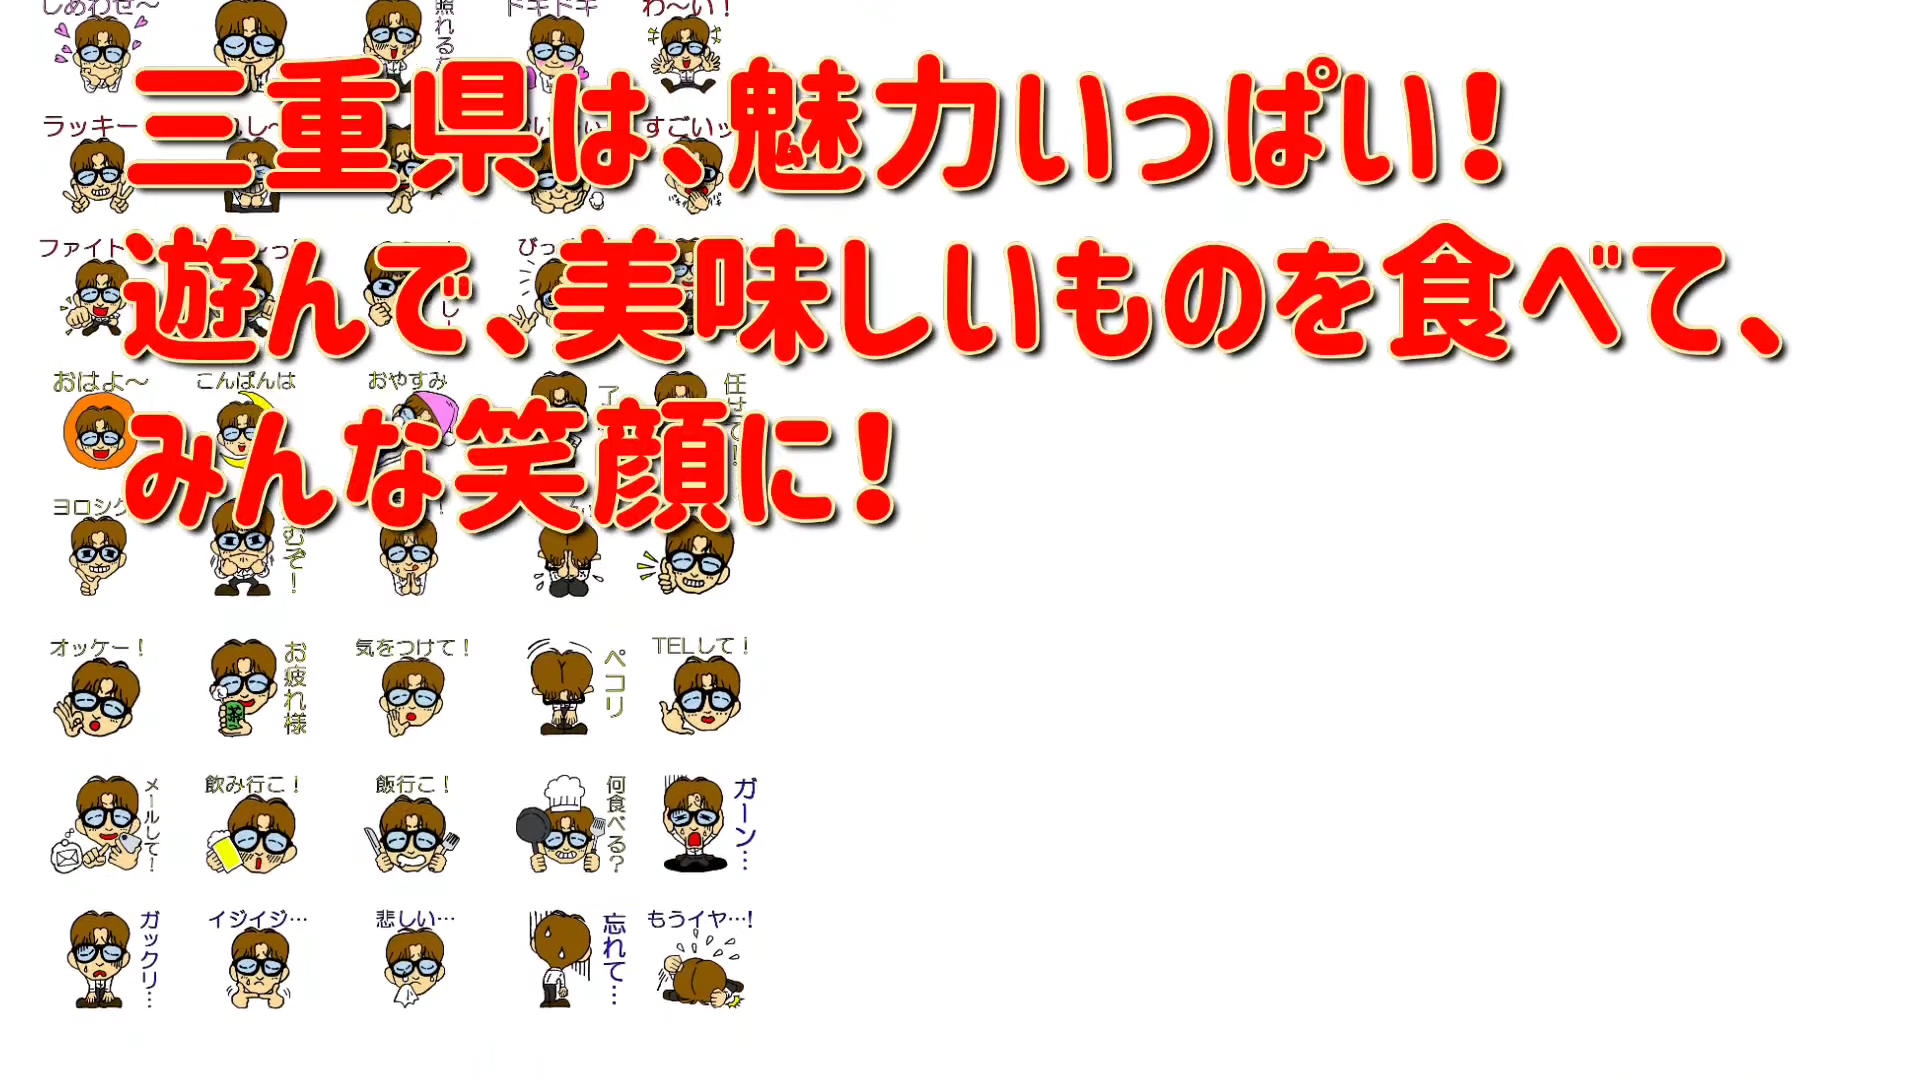 しあわせ〜
ドキドキ
わ〜い！
三重県は、魅力いっぱい！
ラッキー
すごいッ
ファイト
遊んで、美味しいものを食べて、
おはよ〜
こんばんは
おやすみ
みんな笑顔に！
オッケー！
お疲れ様
気をつけて！
ペコリ
TELして！
メールして！
飲み行こ！
飯行こ！
何食べる？
ガーン…
ガックリ…
イジイジ…
悲しい…
忘れて…
もうイヤ…!